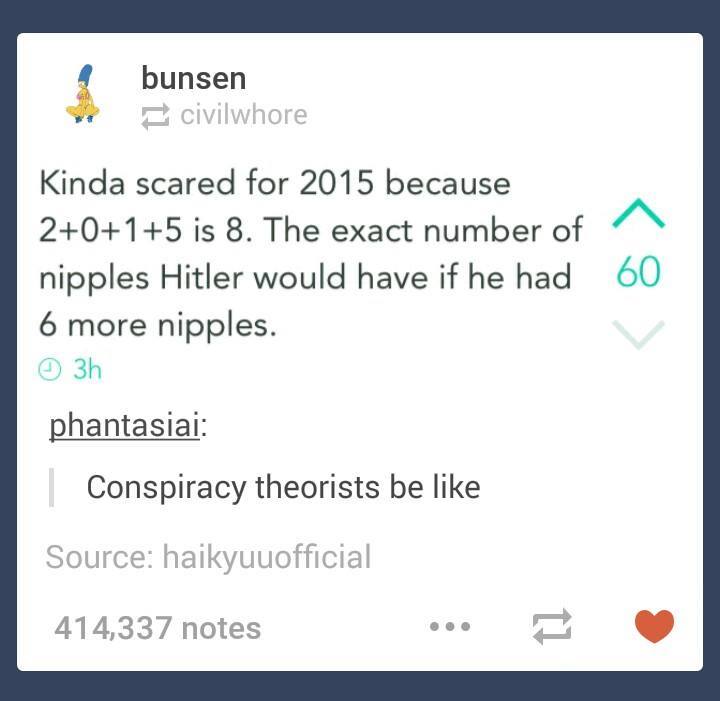 bunsen
civilwhore
Kinda scared for 2015 because
2+0+1+5 is 8. The exact number of
nipples Hitler would have if he had
6 more nipples.
60
3h
phantasiai:
Conspiracy theorists be like
Source: haikyuuofficial
414,337 notes